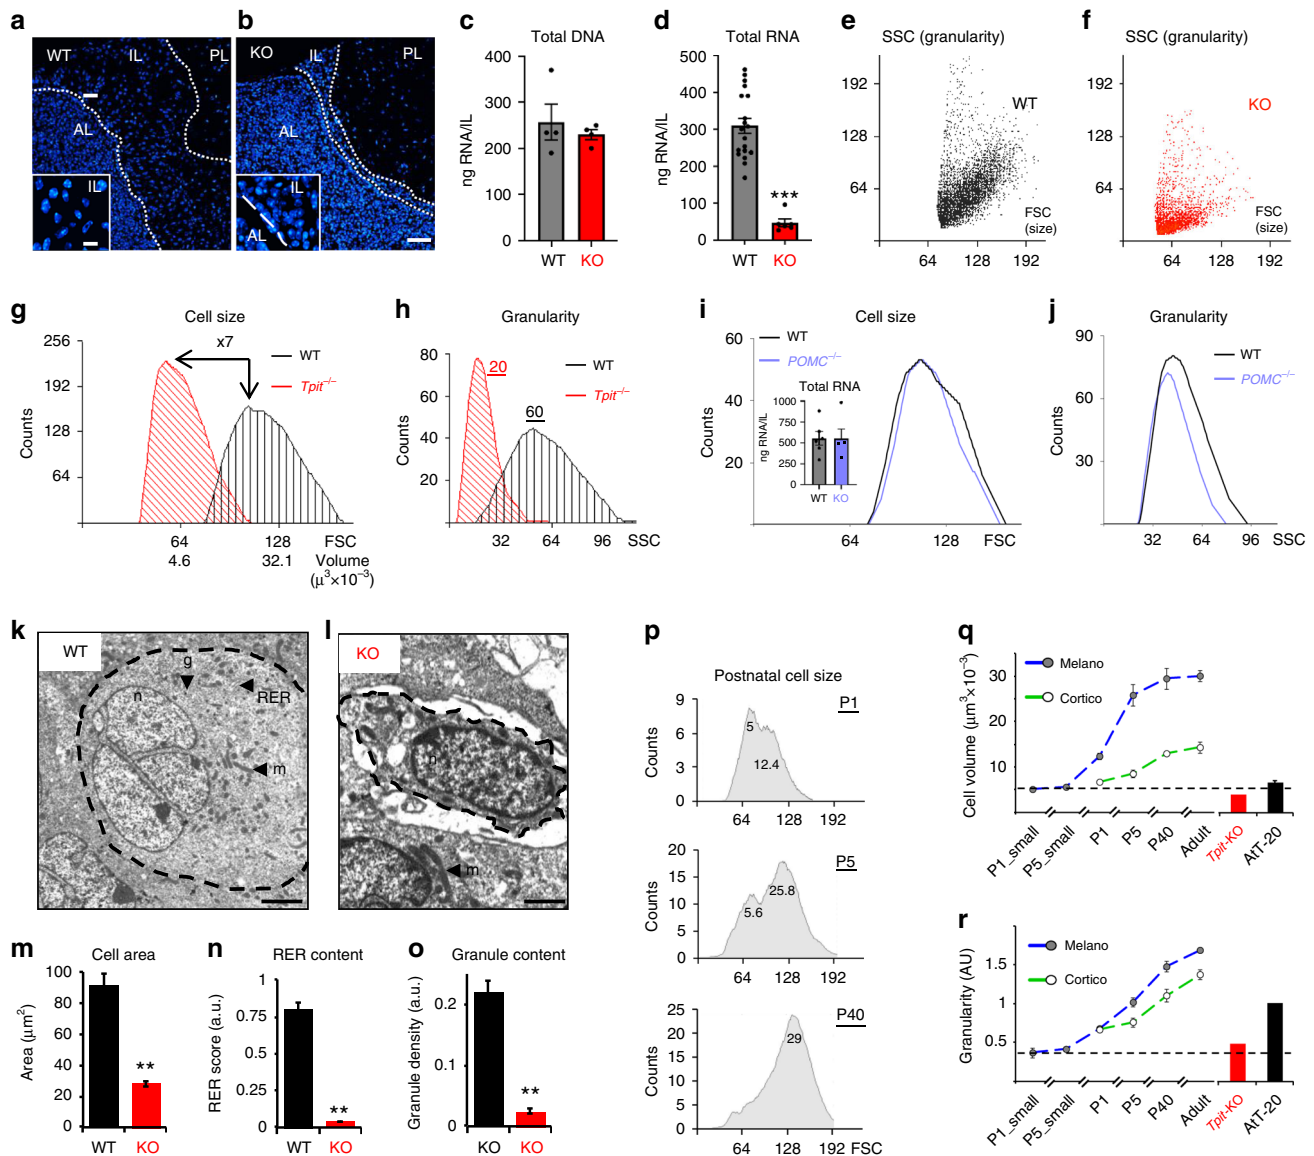 a
WT
IL
PL
AL
IL
b
KO
IL
PL
AL
IL
AL
c
Total DNA
ng RNA/IL
400
300
200
100
0
WT
KO
d
Total RNA
ng RNA/IL
500
400
300
200
100
0
***
WT
KO
e
SSC (granularity)
192
128
64
WT
FSC
(size)
64
128
192
f
SSC (granularity)
192
128
64
KO
FSC
(size)
64
128
192
g
Cell size
Counts
256
192
128
64
x7
WT
Tpit–/–
64
128
FSC
4.6
32.1
Volume
(μ³×10⁻³)
h
Granularity
Counts
80
60
40
20
20
60
WT
Tpit–/–
32
64
96
SSC
i
Cell size
Counts
60
40
20
WT
POMC–/–
Total RNA
ng RNA/IL
1000
750
500
250
0
WT
KO
64
128
FSC
j
Granularity
Counts
90
60
30
WT
POMC–/–
32
64
96
SSC
k
WT
g
n
RER
m
l
KO
n
m
m
Cell area
Area (μm²)
100
80
60
40
20
0
**
WT
KO
n
RER content
RER score (a.u.)
1
0.75
0.5
0.25
0
**
WT
KO
o
Granule content
Granule density (a.u.)
0.2
0.1
0
**
KO
KO
p
Postnatal cell size
P1
Counts
9
6
3
0
5
12.4
64
128
192
P5
Counts
20
15
10
5
0
5.6
25.8
64
128
192
P40
Counts
25
20
15
10
5
0
29
64
128
192
FSC
q
Cell volume (μm³×10⁻³)
30
20
10
Melano
Cortico
P1_small
P5_small
P1
P5
P40
Adult
Tpit-KO
AtT-20
r
Granularity (AU)
1.5
1
0.5
Melano
Cortico
P1_small
P5_small
P1
P5
P40
Adult
Tpit-KO
AtT-20